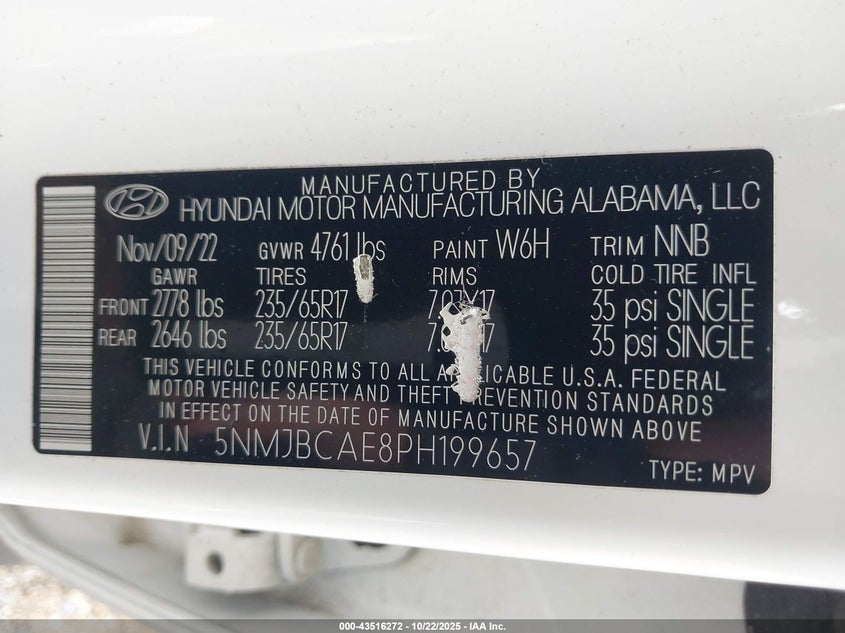 MANUFACTURED BY
HYUNDAI MOTOR MANUFACTURING ALABAMA, LLC
Nov/09/22 GVWR 4761 lbs PAINT W6H TRIM NNB
GAWR TIRES RIMS COLD TIRE INFL
FRONT 2778 lbs 235/65R17 35 psi SINGLE
REAR 2646 lbs 235/65R17 35 psi SINGLE
THIS VEHICLE CONFORMS TO ALL U.S.A. FEDERAL
MOTOR VEHICLE SAFETY AND THEFT STANDARDS
IN EFFECT ON THE DATE OF MANUFACTURE SHOWN ABOVE
V.I.N 5NMJBCAE8PH199657
TYPE: MPV
000-43516272 - 10/22/2025 - IAA Inc.